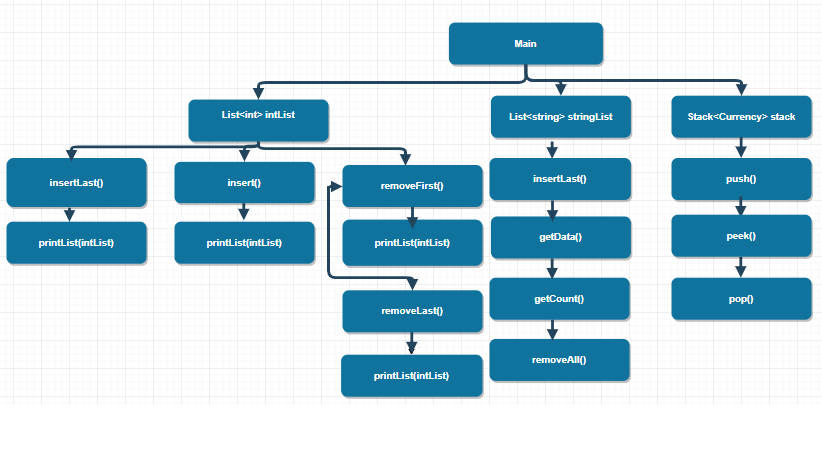 Main
List<int> intList
List<string> stringList
Stack<Currency> stack
insertLast()
insert()
removeFirst()
insertLast()
push()
printList(intList)
printList(intList)
printList(intList)
getData()
peek()
removeLast()
getCount()
pop()
printList(intList)
removeAll()